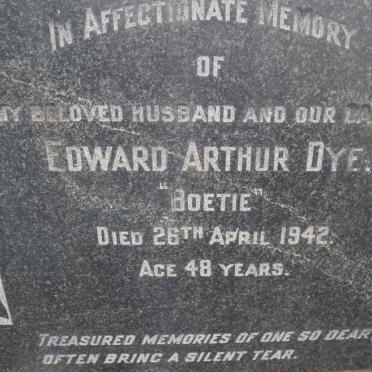 IN AFFECTIONATE MEMORY
OF
MY BELOVED HUSBAND AND OUR
EDWARD ARTHUR DYE.
"BOETIE"
DIED 26TH APRIL 1942.
AGE 48 YEARS.
TREASURED MEMORIES OF ONE SO DEAR
OFTEN BRING A SILENT TEAR.